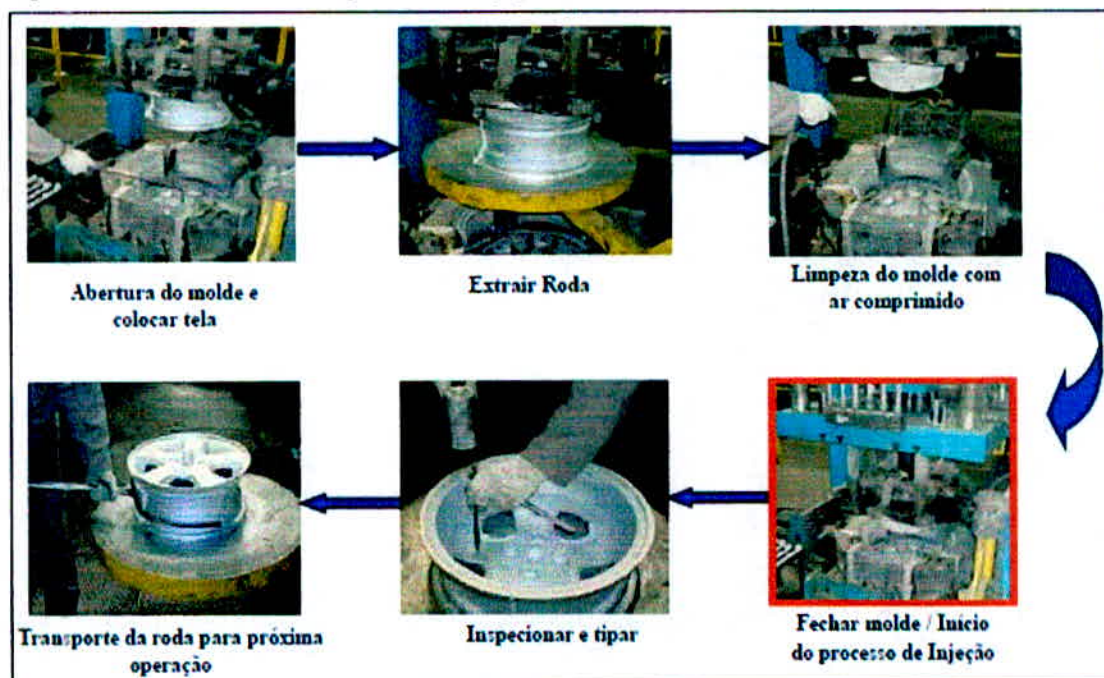 Abertura do molde e
colocar tela
Extrair Roda
Limpeza do molde com
ar comprimido
Fechar molde / Início
do processo de Injeção
Inspecionar e tipar
Transporte da roda para próxima
operação